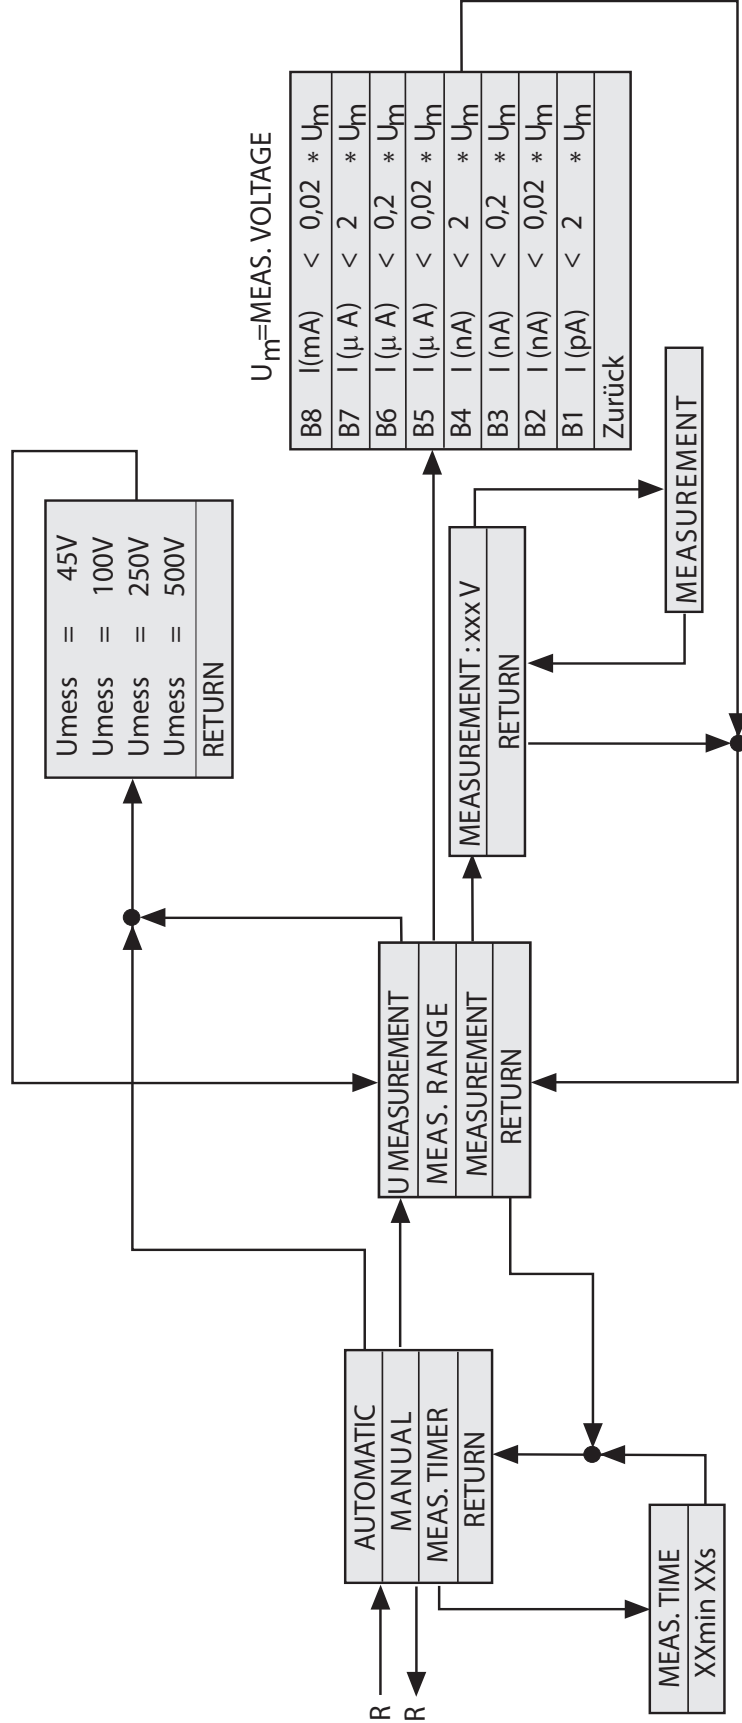 R
R
AUTOMATIC
MANUAL
MEAS. TIMER
RETURN
MEAS. TIME
XXmin XXs
U MEASUREMENT
MEAS. RANGE
MEASUREMENT
RETURN
Umess = 45V
Umess = 100V
Umess = 250V
Umess = 500V
RETURN
MEASUREMENT : xxx V
RETURN
MEASUREMENT
Um=MEAS. VOLTAGE
B8 I(mA) < 0,02 * Um
B7 I (µ A) < 2 * Um
B6 I (µ A) < 0,2 * Um
B5 I (µ A) < 0,02 * Um
B4 I (nA) < 2 * Um
B3 I (nA) < 0,2 * Um
B2 I (nA) < 0,02 * Um
B1 I (pA) < 2 * Um
Zurück